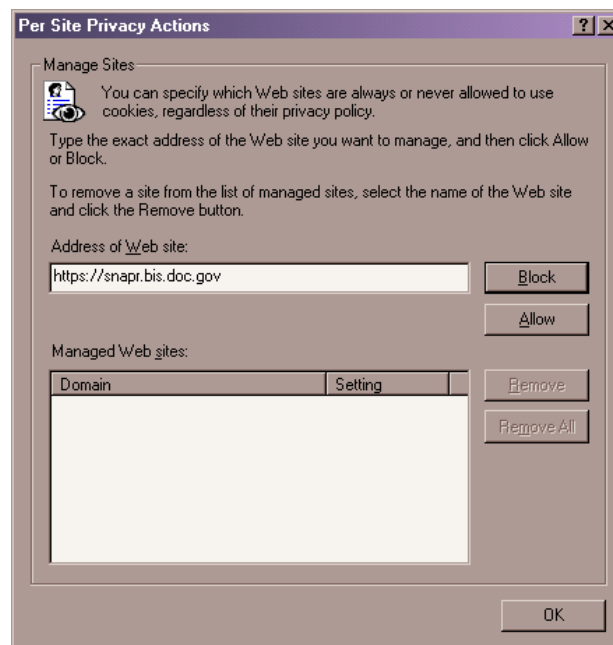 Per Site Privacy Actions
Manage Sites
You can specify which Web sites are always or never allowed to use
cookies, regardless of their privacy policy.
Type the exact address of the Web site you want to manage, and then click Allow
or Block.
To remove a site from the list of managed sites, select the name of the Web site
and click the Remove button.
Address of Web site:
https://snapr.bis.doc.gov
Block
Allow
Managed Web sites:
Domain Setting
Remove
Remove All
OK